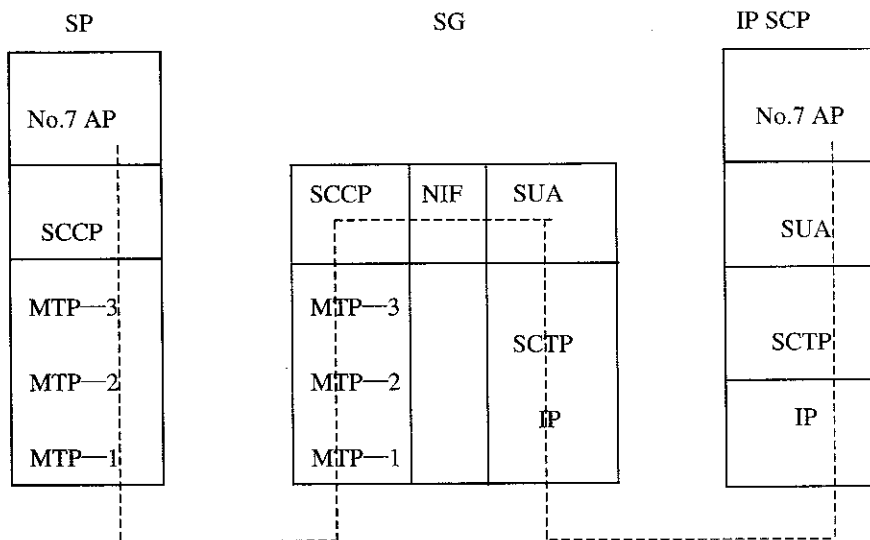 SP
SG
IP SCP
No.7 AP
No.7 AP
SCCP
NIF
SUA
SCCP
SUA
MTP—3
MTP—3
SCTP
SCTP
MTP—2
MTP—2
IP
IP
MTP—1
MTP—1